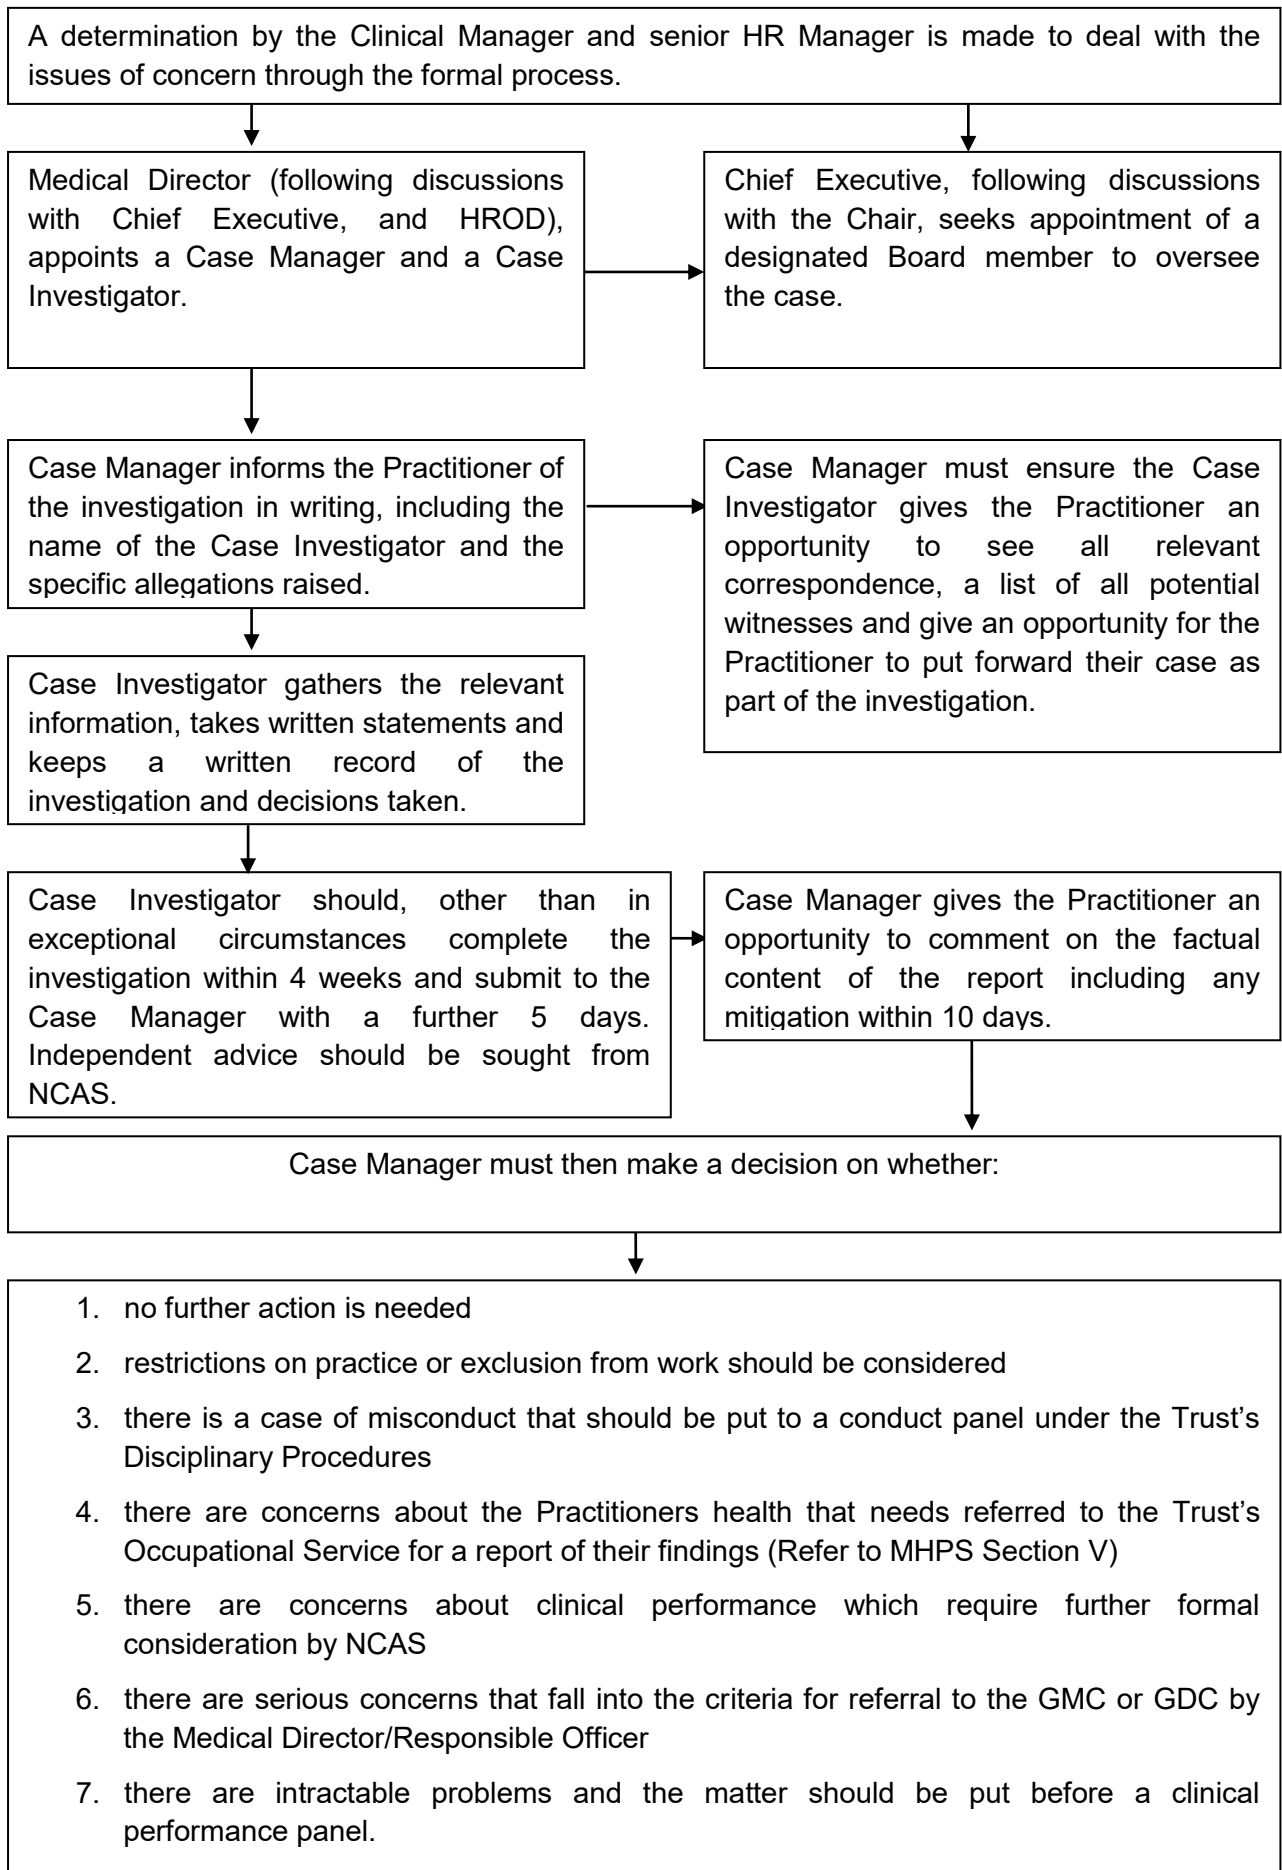 A determination by the Clinical Manager and senior HR Manager is made to deal with the
issues of concern through the formal process.
Medical Director (following discussions
with Chief Executive, and HROD),
appoints a Case Manager and a Case
Investigator.
Chief Executive, following discussions
with the Chair, seeks appointment of a
designated Board member to oversee
the case.
Case Manager informs the Practitioner of
the investigation in writing, including the
name of the Case Investigator and the
specific allegations raised.
Case Manager must ensure the Case
Investigator gives the Practitioner an
opportunity to see all relevant
correspondence, a list of all potential
witnesses and give an opportunity for the
Practitioner to put forward their case as
part of the investigation.
Case Investigator gathers the relevant
information, takes written statements and
keeps a written record of the
investigation and decisions taken.
Case Investigator should, other than in
exceptional circumstances complete the
investigation within 4 weeks and submit to the
Case Manager with a further 5 days.
Independent advice should be sought from
NCAS.
Case Manager gives the Practitioner an
opportunity to comment on the factual
content of the report including any
mitigation within 10 days.
Case Manager must then make a decision on whether:
1. no further action is needed
2. restrictions on practice or exclusion from work should be considered
3. there is a case of misconduct that should be put to a conduct panel under the Trust's
Disciplinary Procedures
4. there are concerns about the Practitioners health that needs referred to the Trust's
Occupational Service for a report of their findings (Refer to MHPS Section V)
5. there are concerns about clinical performance which require further formal
consideration by NCAS
6. there are serious concerns that fall into the criteria for referral to the GMC or GDC by
the Medical Director/Responsible Officer
7. there are intractable problems and the matter should be put before a clinical
performance panel.